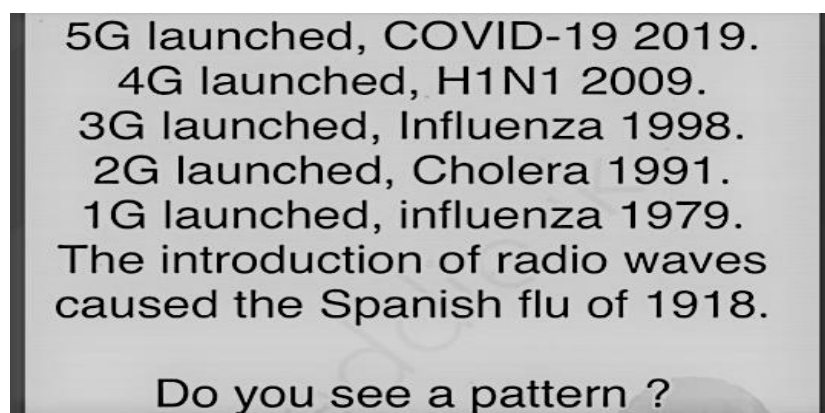 5G launched, COVID-19 2019.
4G launched, H1N1 2009.
3G launched, Influenza 1998.
2G launched, Cholera 1991.
1G launched, influenza 1979.
The introduction of radio waves
caused the Spanish flu of 1918.
Do you see a pattern ?